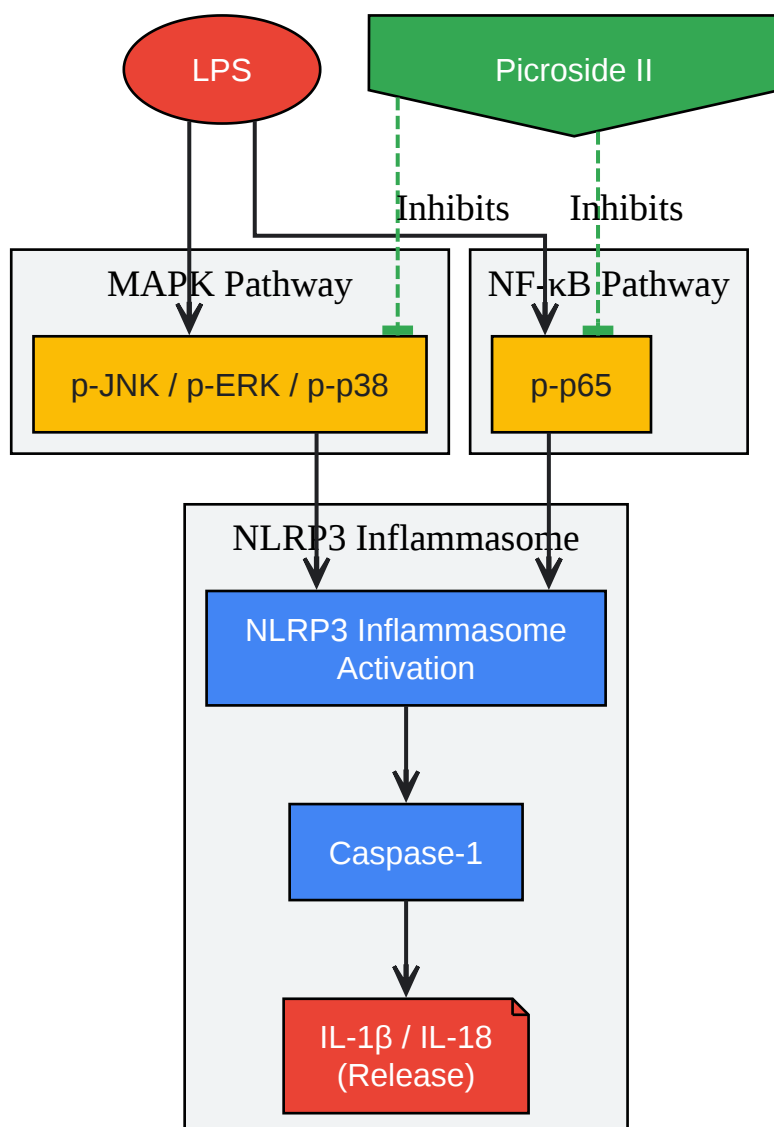 LPS
Picroside II
Inhibits
Inhibits
MAPK Pathway
NF-κB Pathway
p-JNK / p-ERK / p-p38
p-p65
NLRP3 Inflammasome
NLRP3 Inflammasome
Activation
Caspase-1
IL-1β / IL-18
(Release)